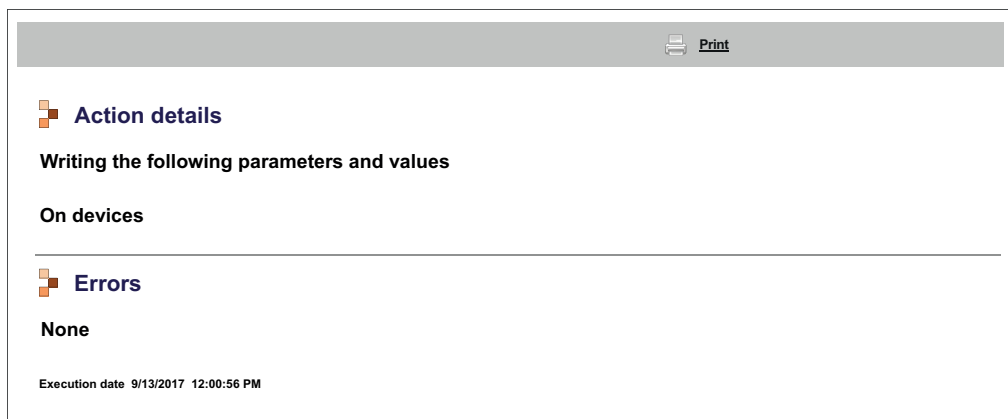 Print
Action details
Writing the following parameters and values
On devices
Errors
None
Execution date 9/13/2017 12:00:56 PM